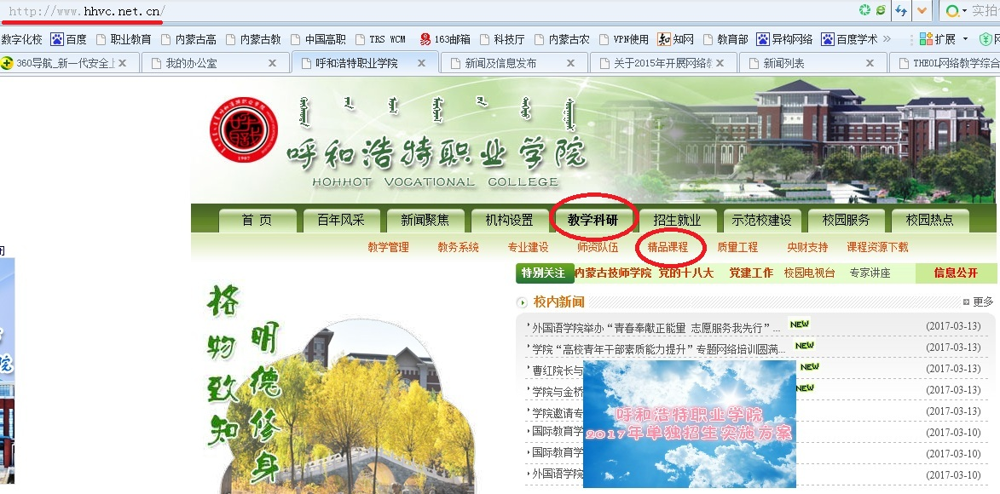 http://www.hhvc.net.cn/
实拍
数字化校 百度 职业教育 内蒙古高 内蒙古教 中国高职 TRS WCM 163邮箱 科技厅 内蒙古农 VPN使用 知网 教育部 异构网络 百度学术 » 扩展
360导航_新一代安全上 我的办公室 呼和浩特职业学院 新闻及信息发布 关于2015年开展网络 新闻列表 THEOL网络教学综合
呼和浩特职业学院
HOHHOT VOCATIONAL COLLEGE
1987
首 页 百年风采 新闻聚焦 机构设置 教学科研 招生就业 示范校建设 校园服务 校园热点
教学管理 教务系统 专业建设 师资队伍 精品课程 质量工程 央财支持 课程资源下载
特别关注 内蒙古技师学院 党的十八大 党建工作 校园电视台 专家讲座 信息公开
校内新闻 更多
外国语学院举办“青春奉献正能量 志愿服务我先行”... NEW (2017-03-13)
学院“高校青年干部素质能力提升”专题网络培训圆满... NEW (2017-03-13)
曹红院长与 NEW (2017-03-13)
学院与金桥 NEW (2017-03-13)
学院邀请专 (2017-03-13)
国际教育学 (2017-03-10)
国际教育学 (2017-03-10)
外国语学院 (2017-03-10)
呼和浩特职业学院
2017年单独招生实施方案
格物致知
明德修身